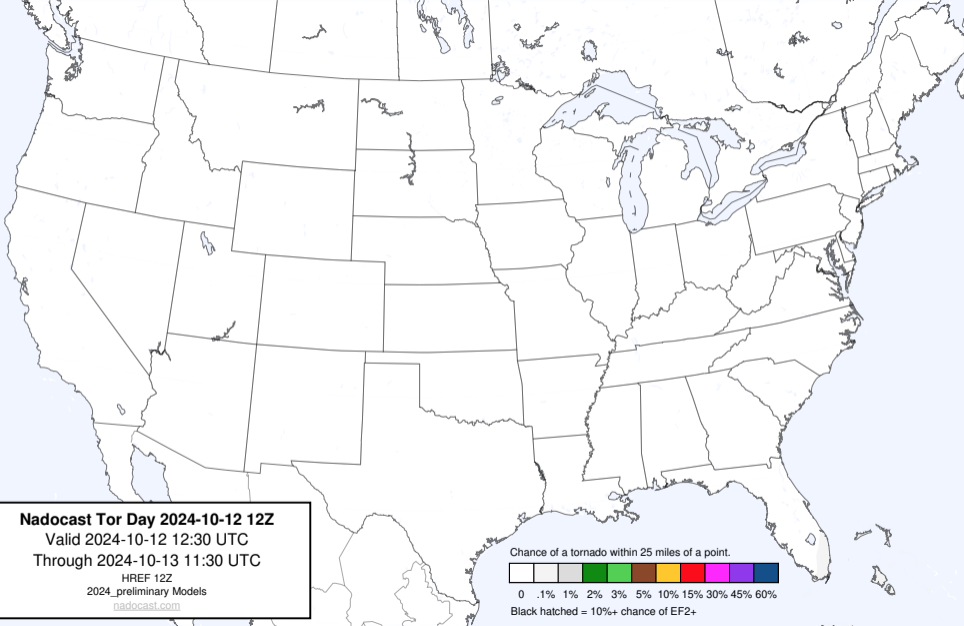 Nadocast Tor Day 2024-10-12 12Z
Valid 2024-10-12 12:30 UTC
Through 2024-10-13 11:30 UTC
HREF 12Z
2024_preliminary Models
nadocast.com
Chance of a tornado within 25 miles of a point.
0 .1% 1% 2% 3% 5% 10% 15% 30% 45% 60%
Black hatched = 10%+ chance of EF2+